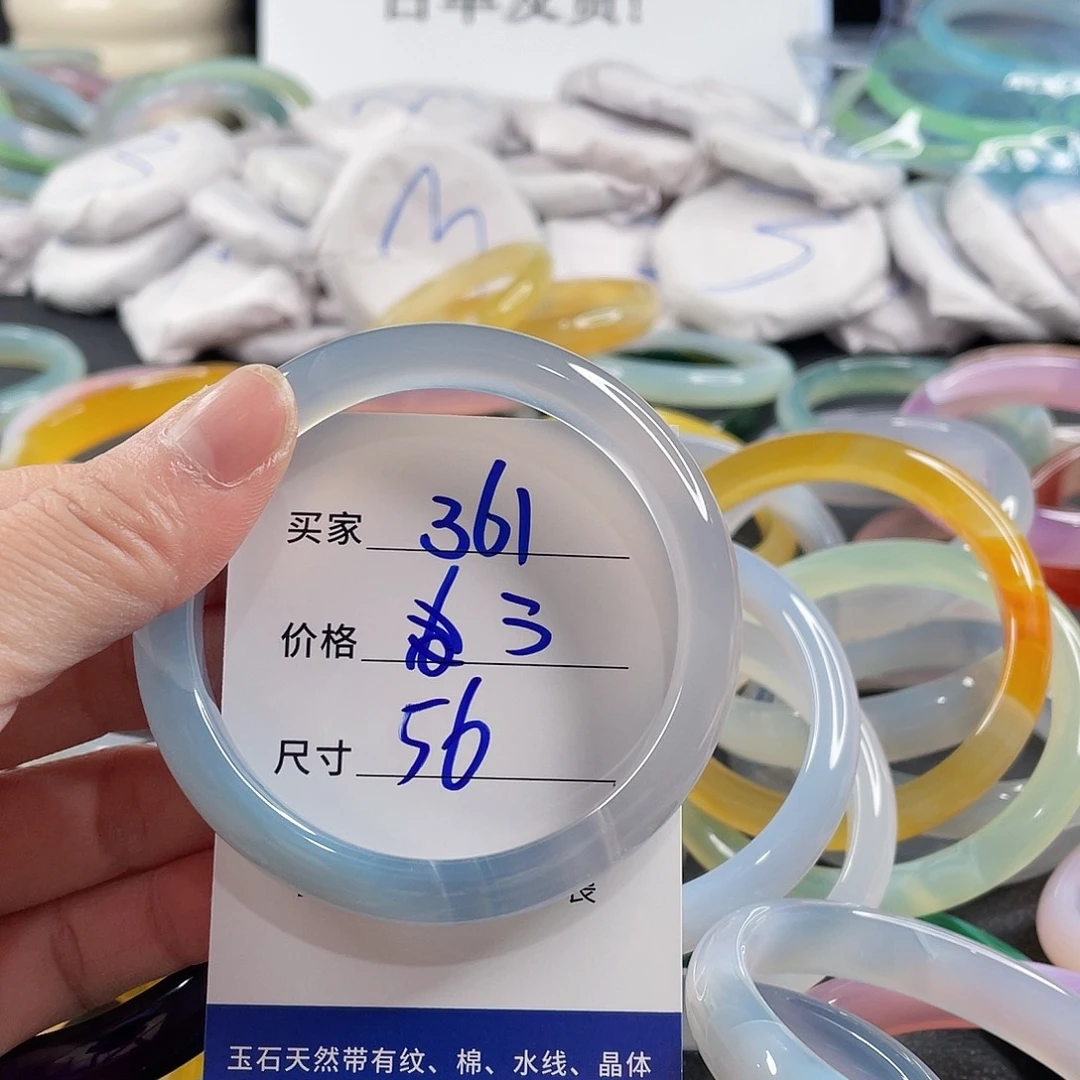 M
S
买家 361
价格 3
尺寸 56
玉石天然带有纹、棉、水线、晶体